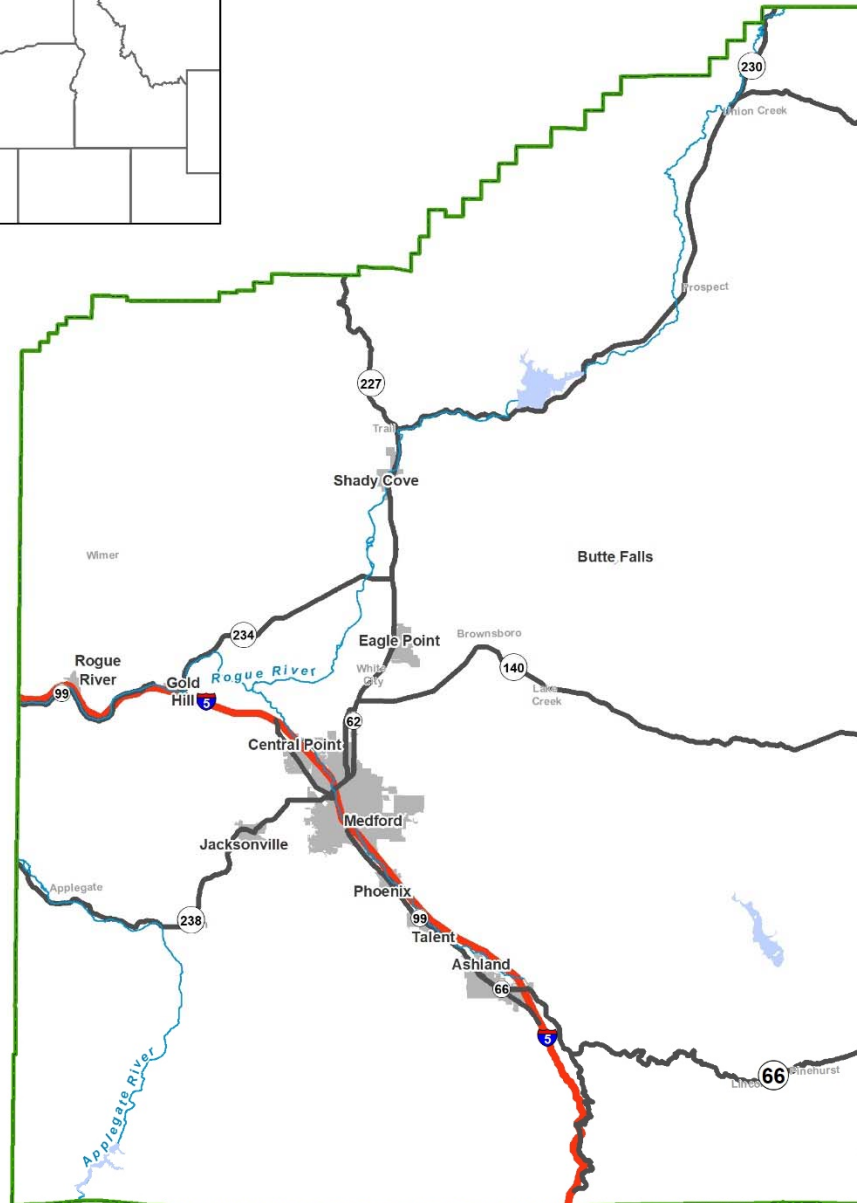 230
Union Creek
Prospect
227
Trail
Shady Cove
Wimer
Butte Falls
234
Eagle Point
Brownsboro
140
Lake
Creek
White
City
Rogue
River
99
Gold
Hill
5
Rogue River
62
Central Point
Medford
Jacksonville
Phoenix
Applegate
238
99
Talent
Ashland
66
5
66
Pinehurst
Applegate River